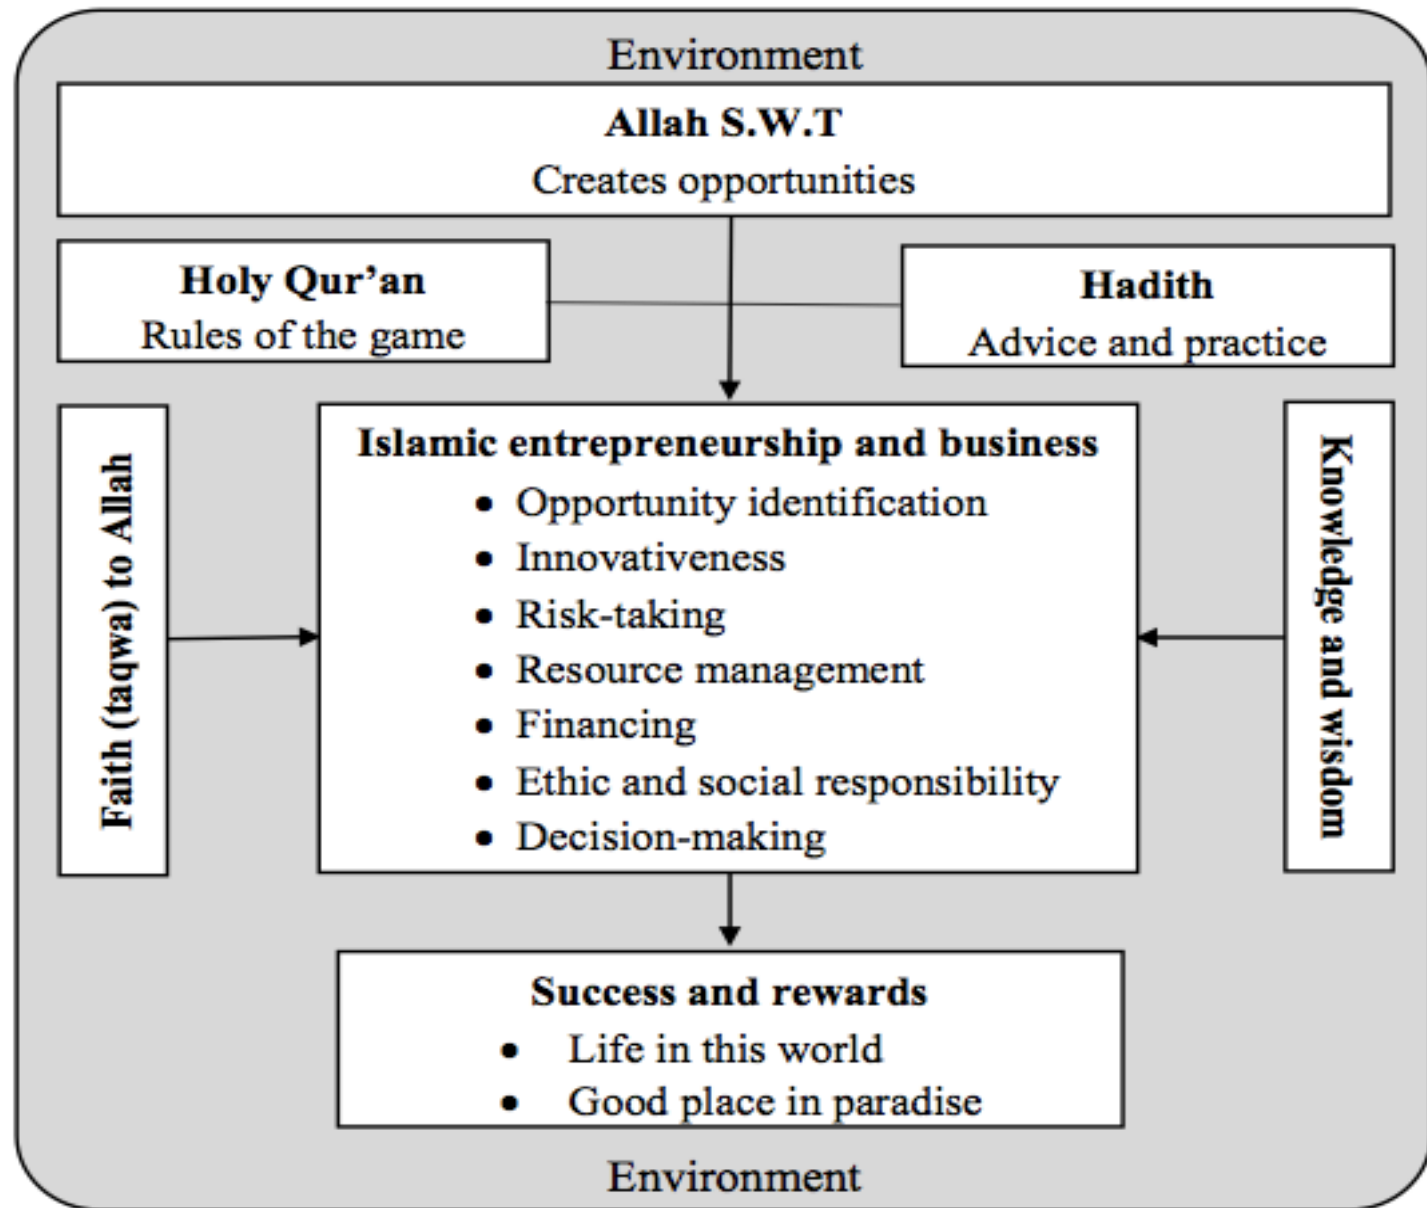 Environment
Allah S.W.T
Creates opportunities
Holy Qur’an
Rules of the game
Hadith
Advice and practice
Faith (taqwa) to Allah
Islamic entrepreneurship and business
• Opportunity identification
• Innovativeness
• Risk-taking
• Resource management
• Financing
• Ethic and social responsibility
• Decision-making
Knowledge and wisdom
Success and rewards
• Life in this world
• Good place in paradise
Environment